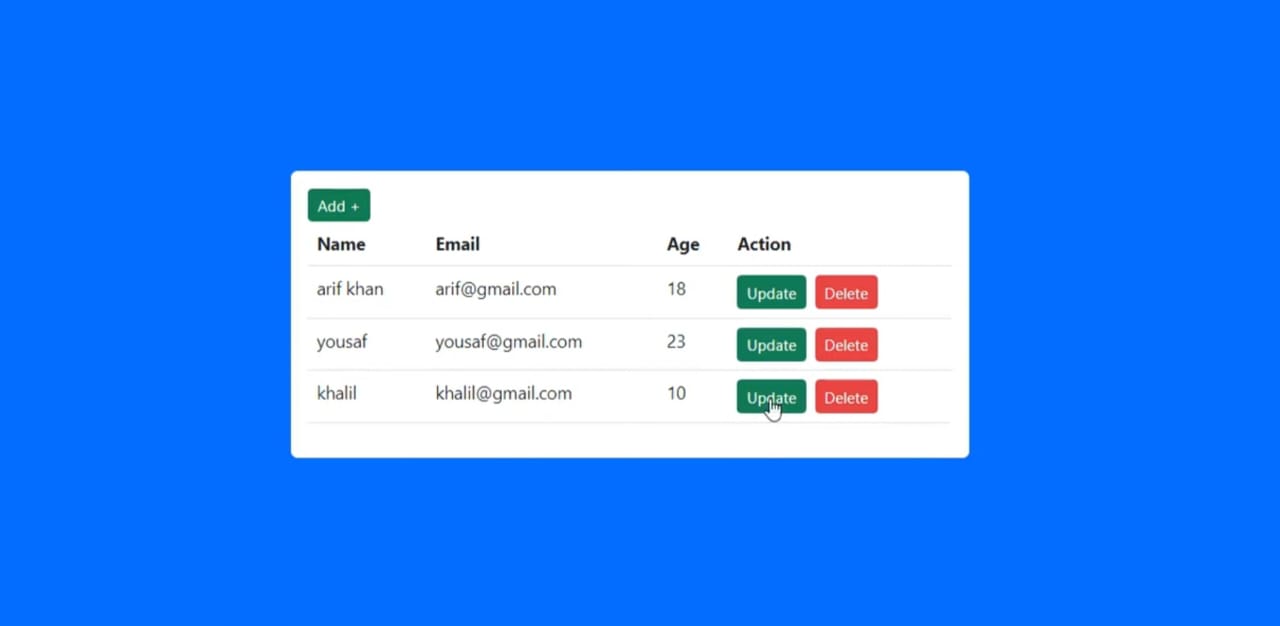 Add +
Name Email Age Action
arif khan arif@gmail.com 18 Update Delete
yousaf yousaf@gmail.com 23 Update Delete
khalil khalil@gmail.com 10 Update Delete